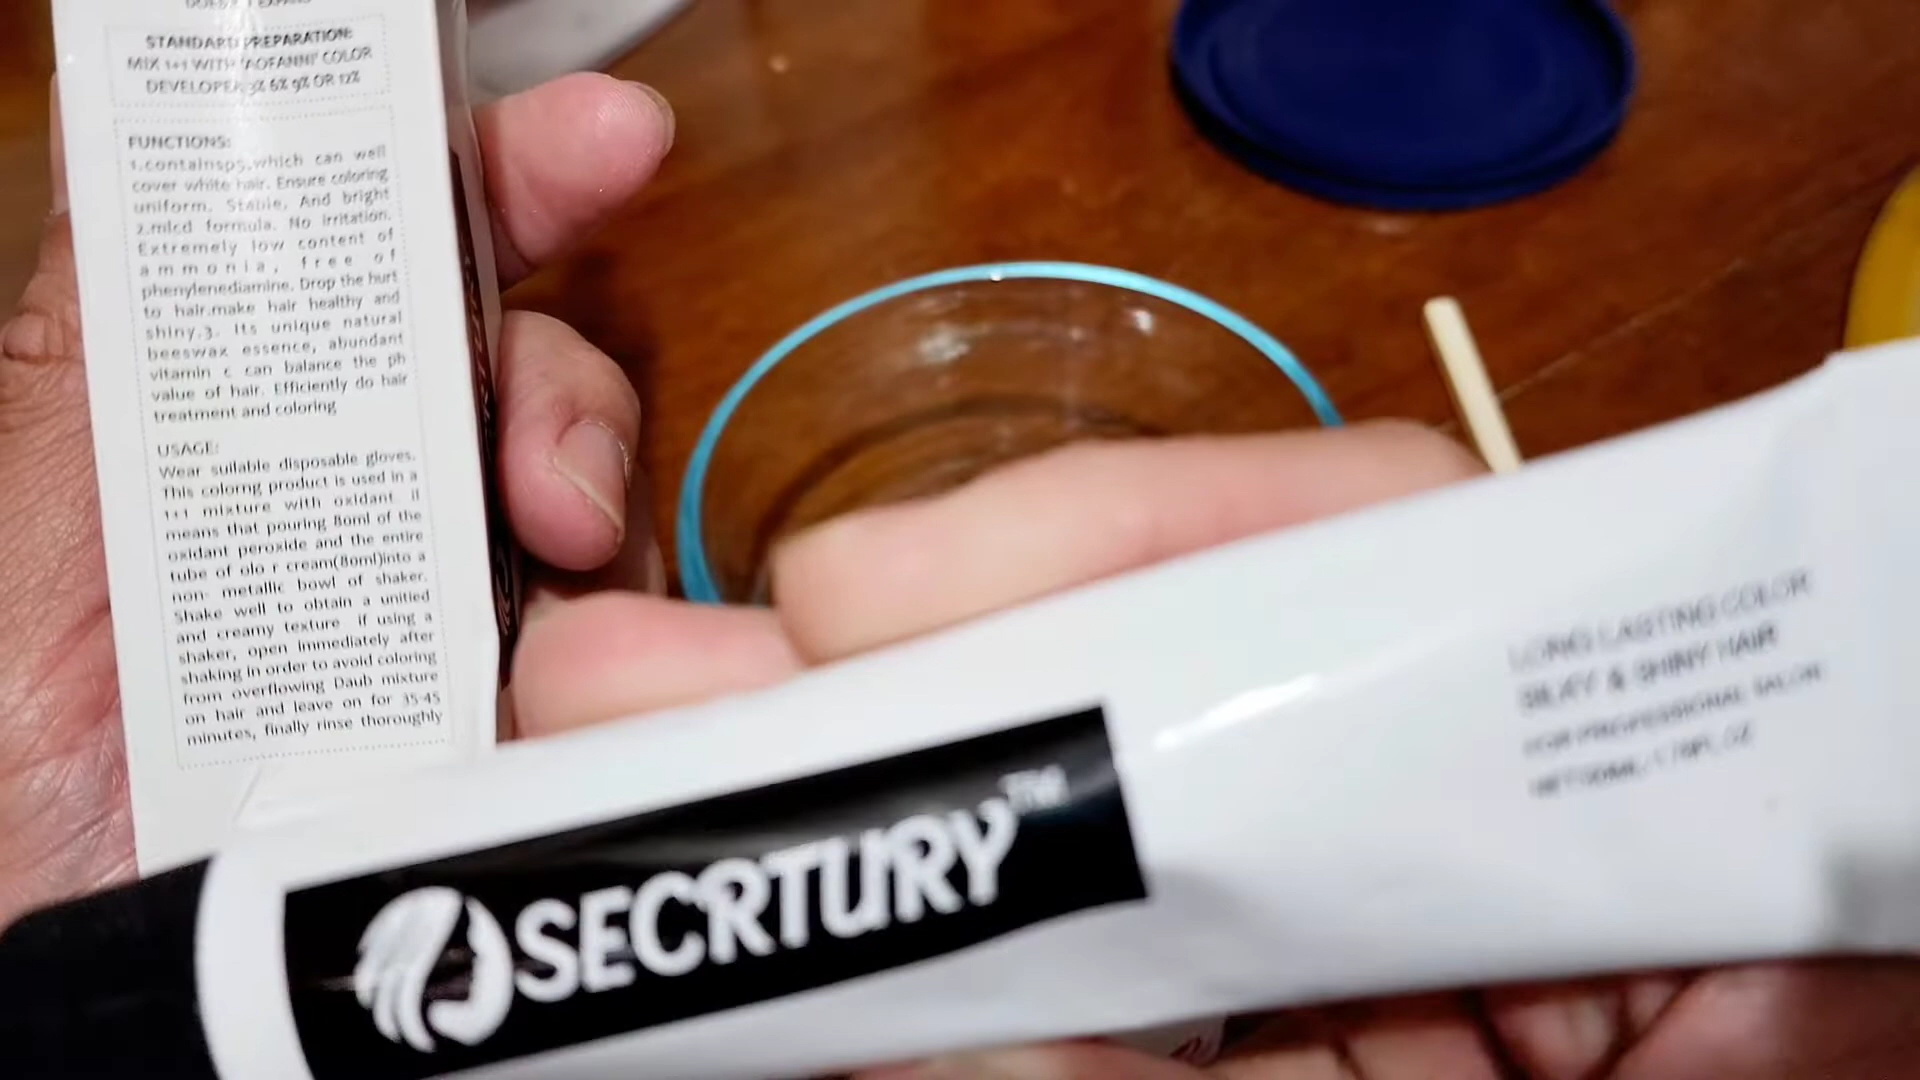 STANDARD PREPARATION:
MIX 1+1 WITH 'AOFANNI' COLOR
DEVELOPER 3% 6% 9% OR 12%
FUNCTIONS:
1.containsp5.which can well
cover white hair. Ensure coloring
uniform. Stable. And bright
2.mlcd formula. No irritation.
Extremely low content of
ammonia, free of
phenylenediamine. Drop the hurt
to hair.make hair healthy and
shiny.3. Its unique natural
beeswax essence, abundant
vitamin c can balance the ph
value of hair. Efficiently do hair
treatment and coloring
USAGE:
Wear suilable disposable gloves.
This colorng product is used in a
1+1 mixture with oxidant il
means that pouring 80ml of the
oxidant peroxide and the entire
tube of olo r cream(80ml)into a
non- metallic bowl of shaker.
Shake well to obtain a unitied
and creamy texture if using a
shaker, open immediately after
shaking in order to avoid coloring
from overflowing Daub mixture
on hair and leave on for 35-45
minutes, finally rinse thoroughly
SECRTURY™
LONG LASTING COLOR
SILKY & SHINY HAIR
FOR PROFESSIONAL SALON